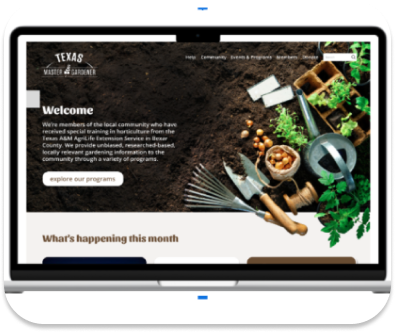 TEXAS
MASTER GARDENER
Help Community Events & Programs
Welcome
We're members of the local community who have
received special training in horticulture from the
Texas A&M AgriLife Extension Service in Bexar
County. We provide unbiased, researched-based,
locally relevant gardening information to the
community through a variety of programs.
explore our programs
What's happening this month